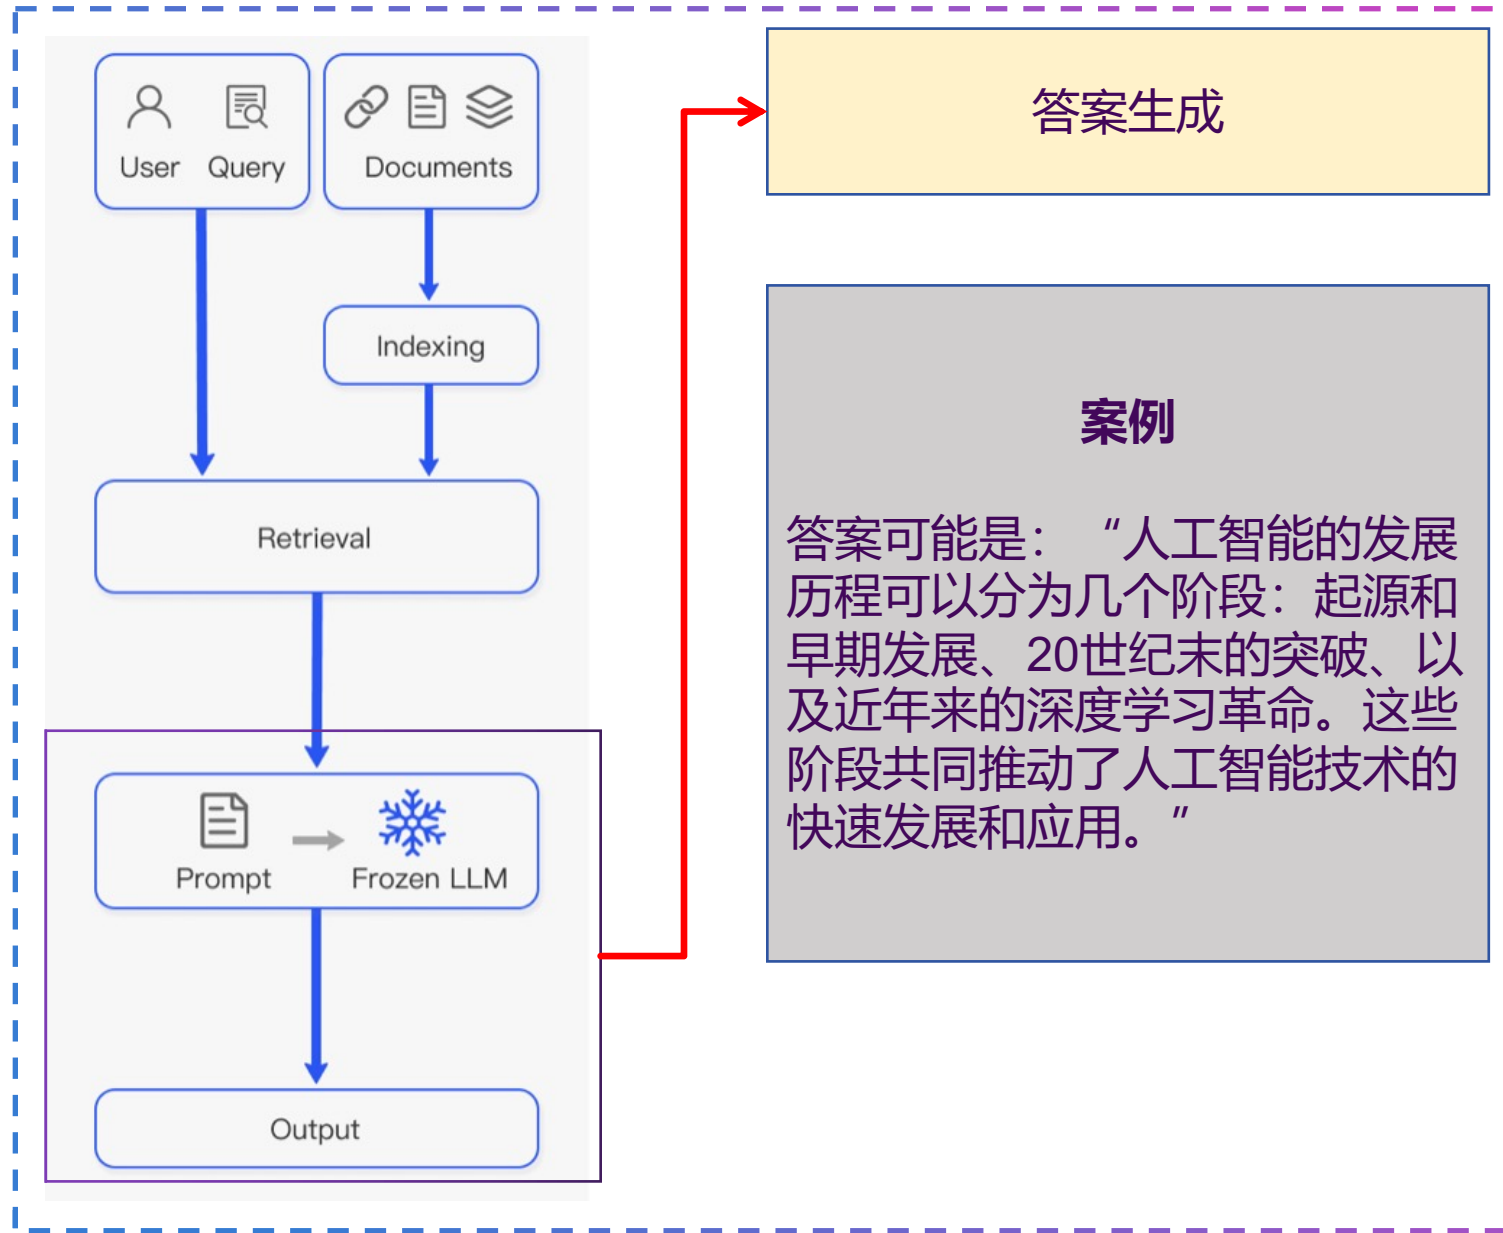 User Query
Documents
Indexing
Retrieval
Prompt
Frozen LLM
Output
答案生成
案例
答案可能是：“人工智能的发展
历程可以分为几个阶段：起源和
早期发展、20世纪末的突破、以
及近年来的深度学习革命。这些
阶段共同推动了人工智能技术的
快速发展和应用。”